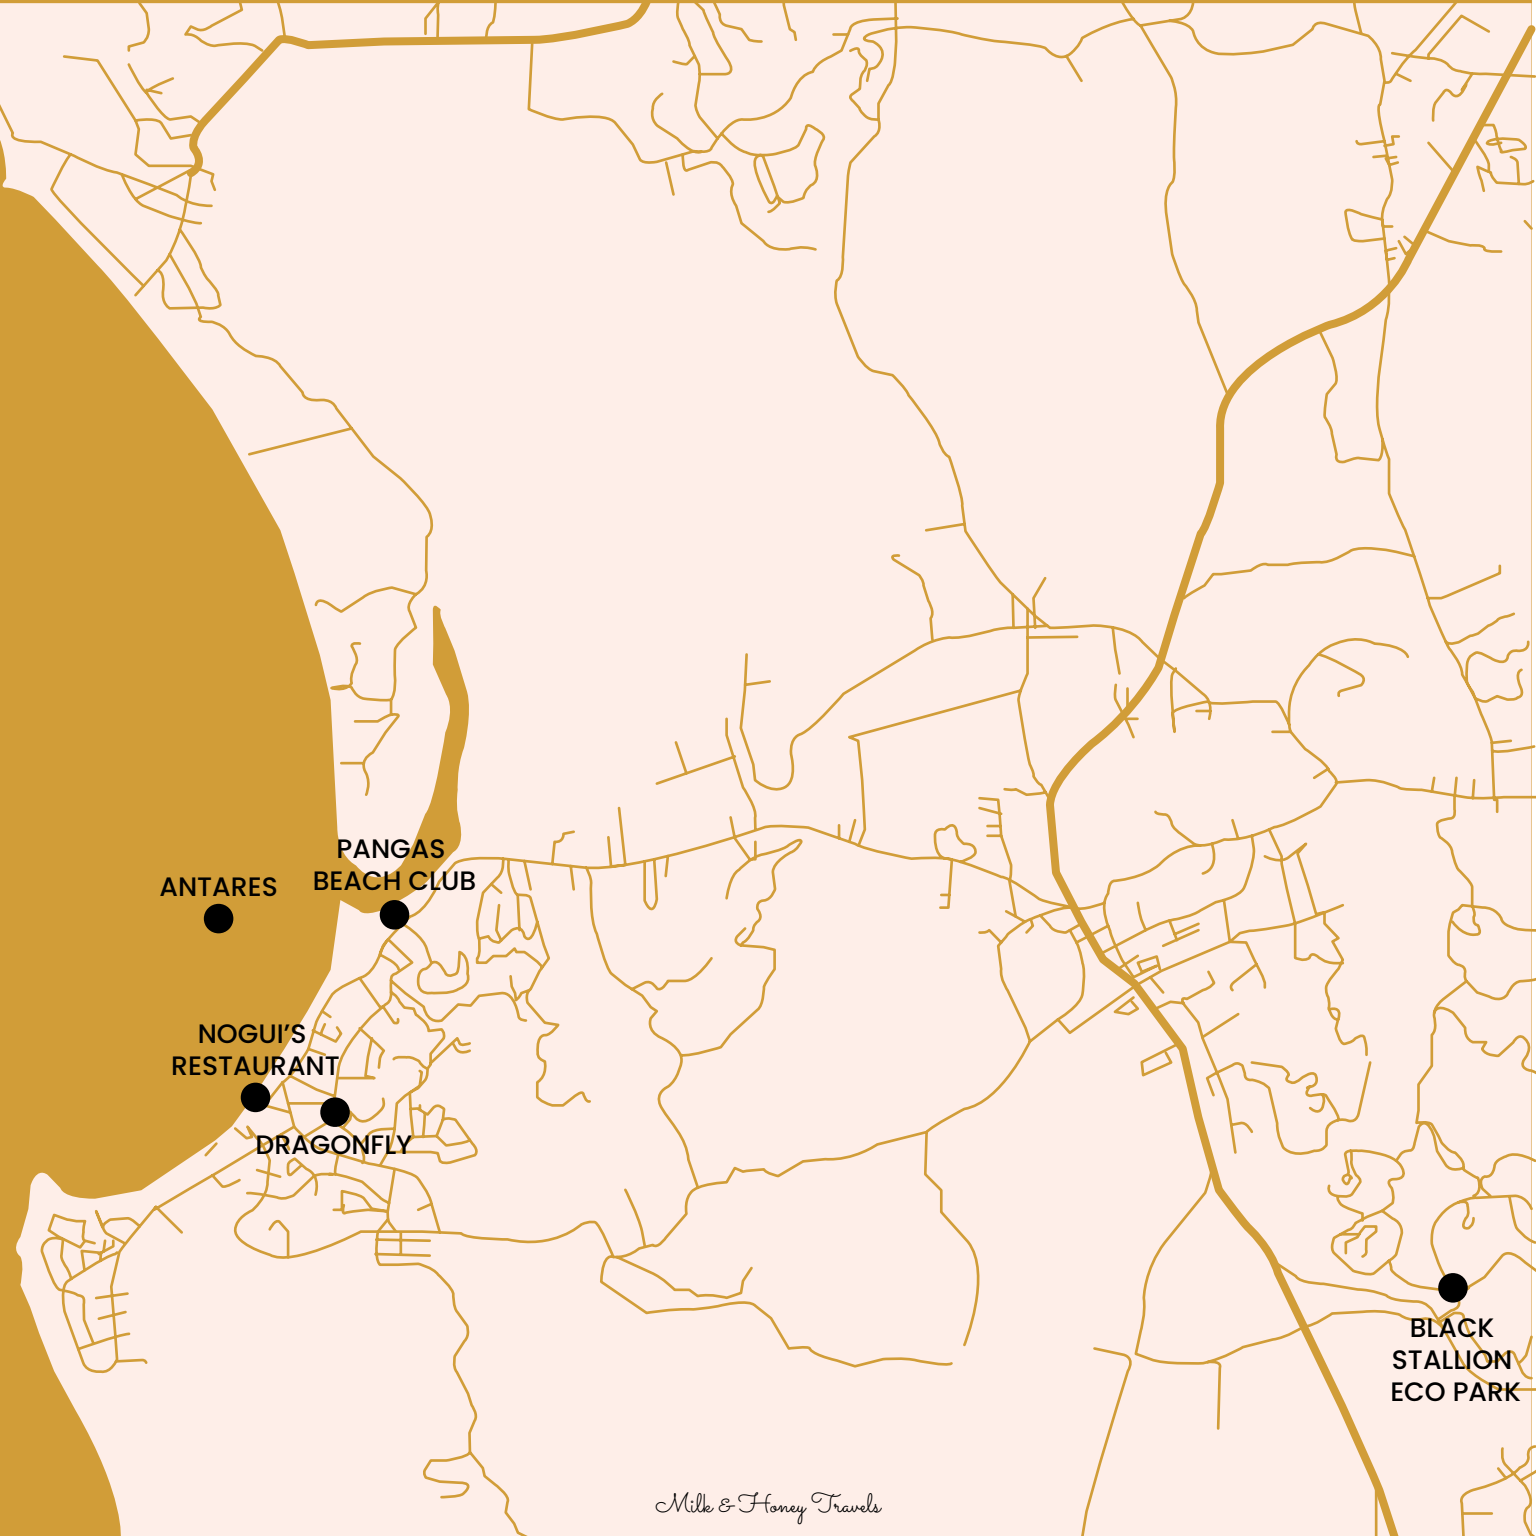 PANGAS
BEACH CLUB
ANTARES
NOGUI’S
RESTAURANT
DRAGONFLY
BLACK
STALLION
ECO PARK
Milk & Honey Travels